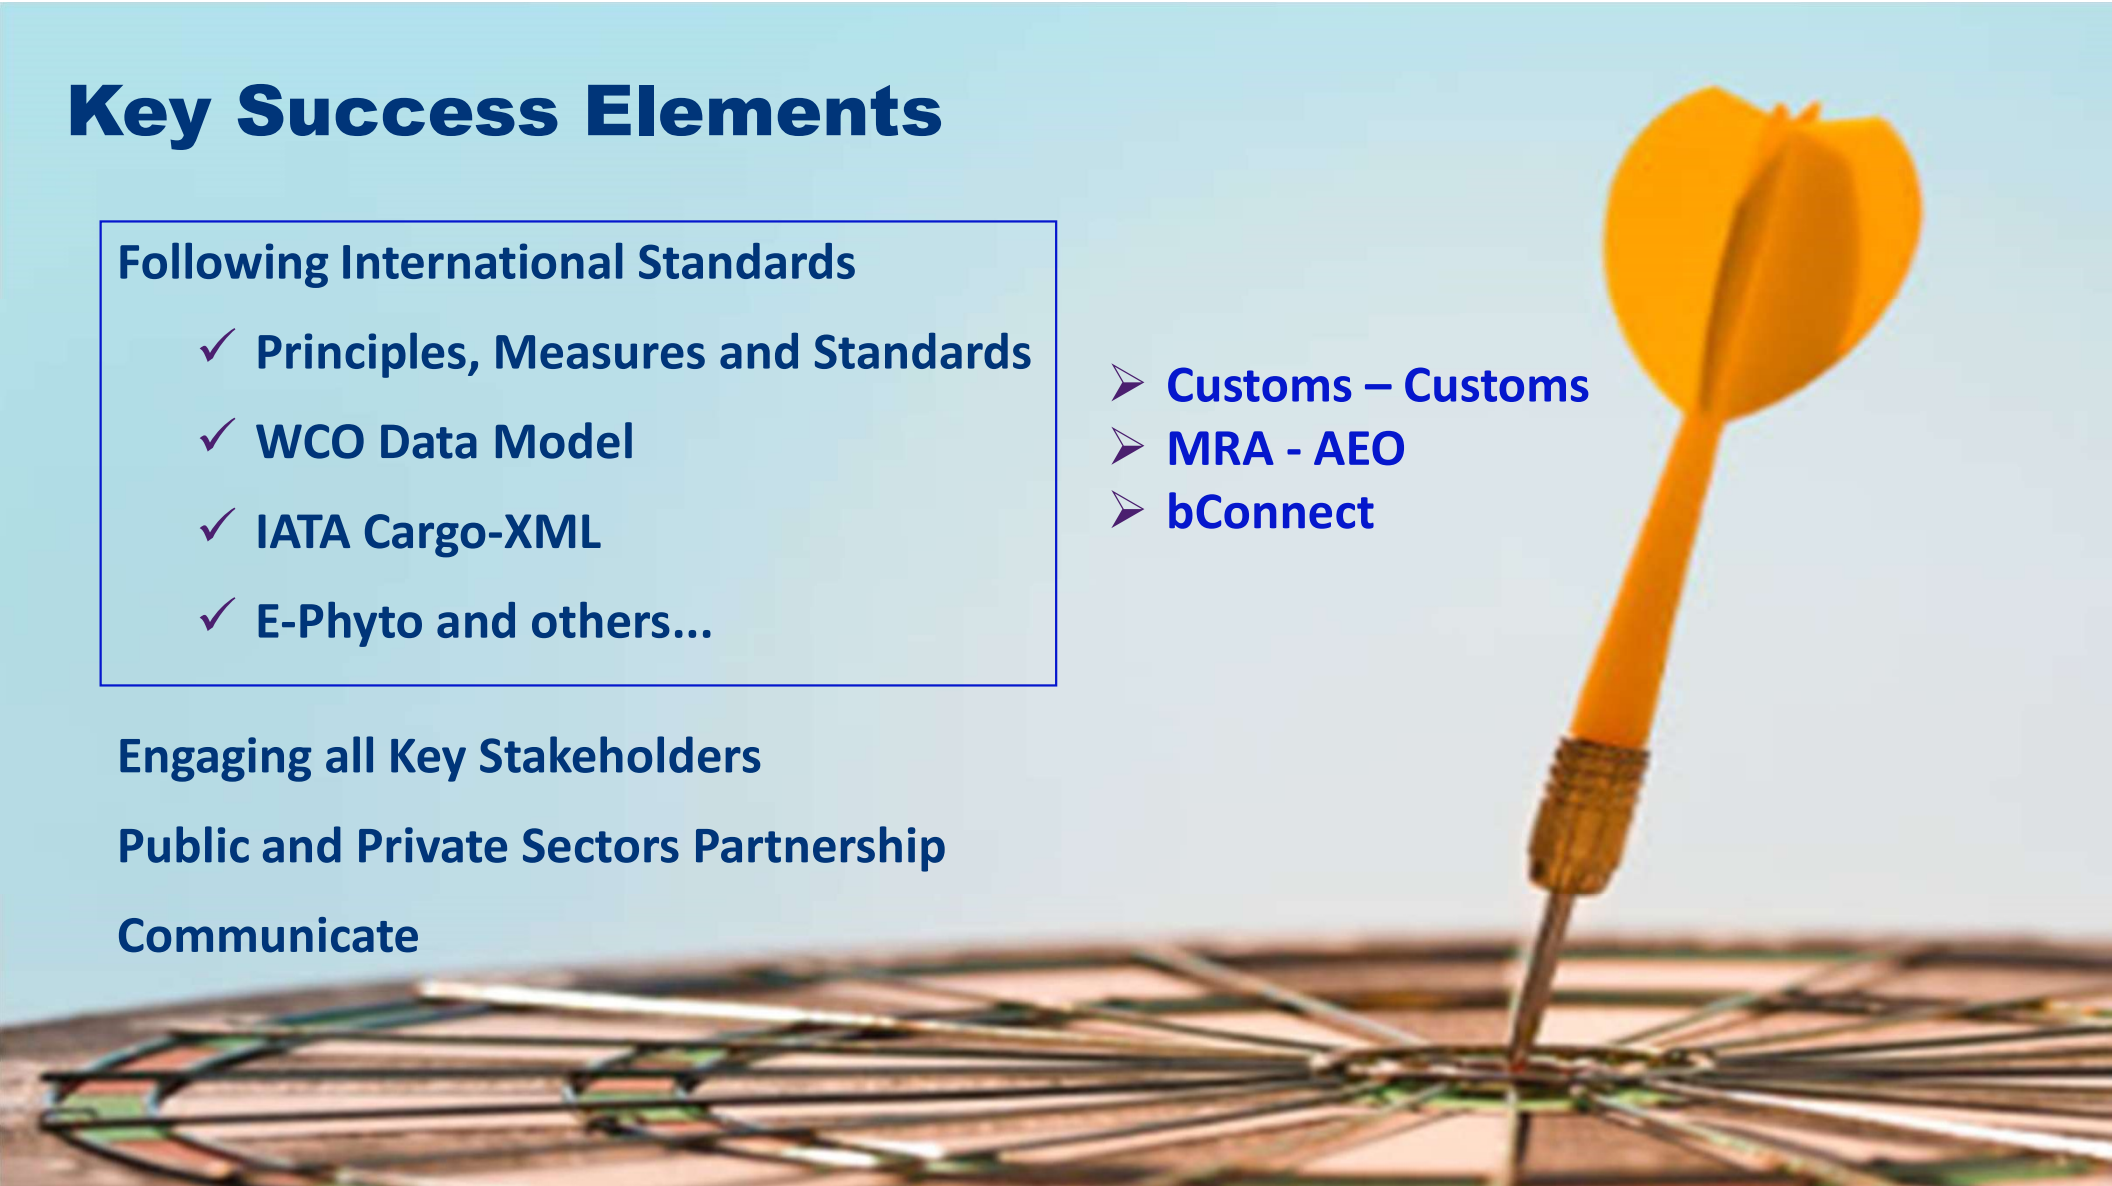 Key Success Elements
Following International Standards
✓ Principles, Measures and Standards
✓ WCO Data Model
✓ IATA Cargo-XML
✓ E-Phyto and others...
➢ Customs – Customs
➢ MRA - AEO
➢ bConnect
Engaging all Key Stakeholders
Public and Private Sectors Partnership
Communicate